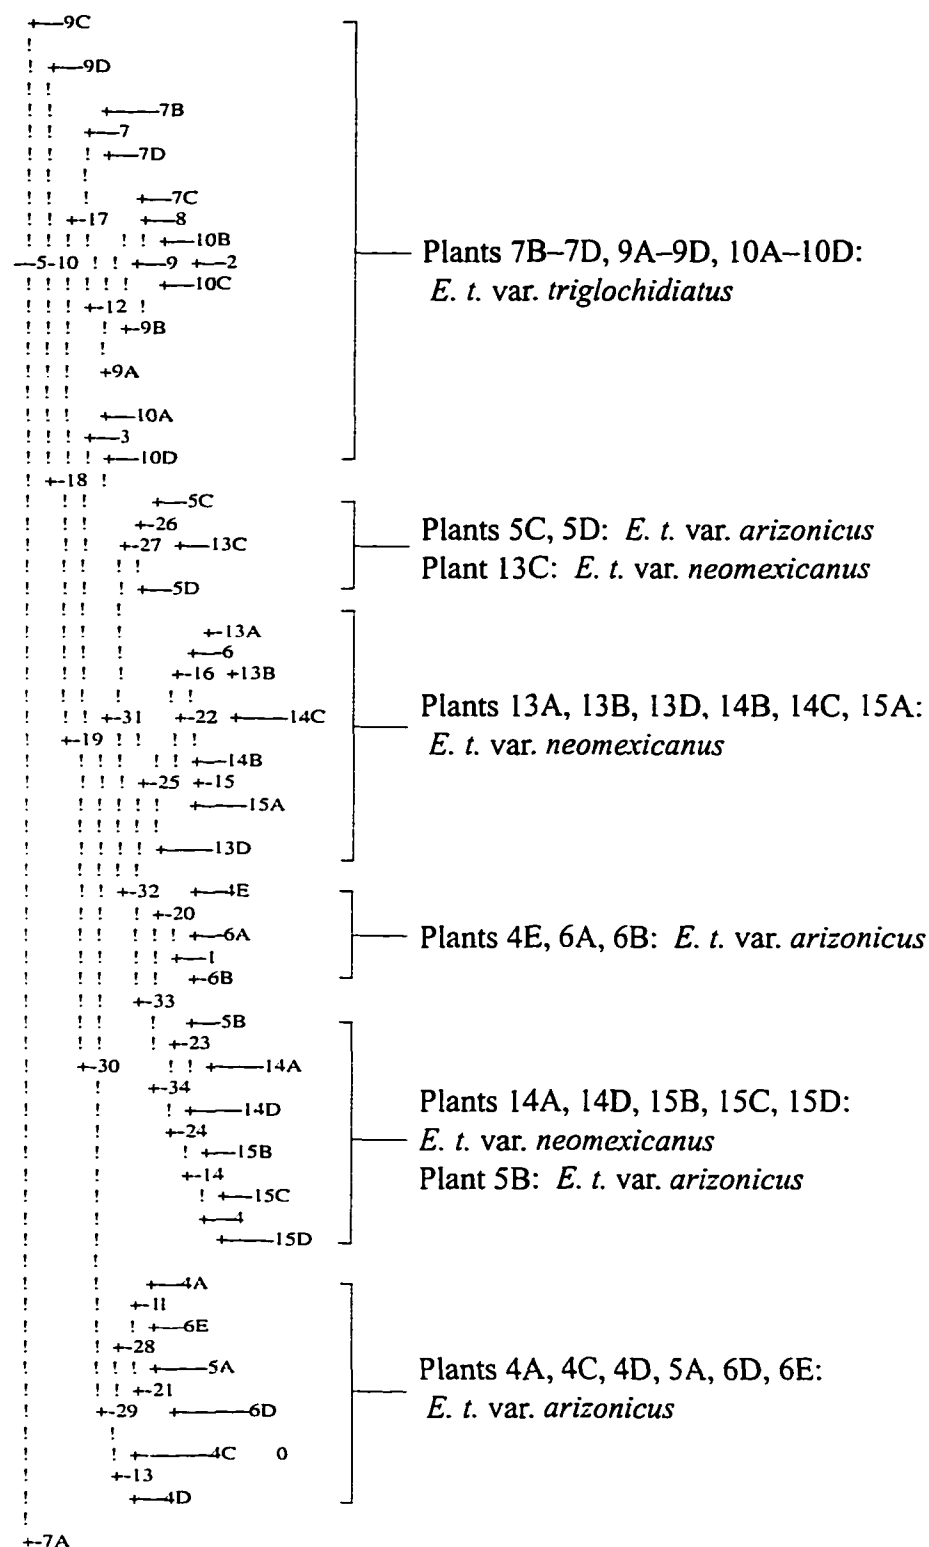 +—9C
!
! +—9D
! !
! ! +——7B
! ! +—7
! ! ! +—7D
! ! !
! ! ! +—7C
! ! +-17 +—8
! ! ! ! ! ! +—10B
—5-10 ! ! +—9 +—2
! ! ! ! ! ! +—10C
! ! ! +-12 !
! ! ! ! +-9B
! ! ! !
! ! ! +9A
! ! !
! ! ! +—10A
! ! ! +—3
! ! ! ! +—10D
! +-18 !
! ! ! +—5C
! ! ! +-26
! ! ! +-27 +—13C
! ! ! ! !
! ! ! ! +—5D
! ! ! !
! ! ! ! +-13A
! ! ! ! +—6
! ! ! ! +-16 +13B
! ! ! ! ! !
! ! ! +-31 +-22 +——14C
! +-19 ! ! ! !
! ! ! ! ! ! ! +—14B
! ! ! ! +-25 +-15
! ! ! ! ! ! +——15A
! ! ! ! ! !
! ! ! ! ! +——13D
! ! ! ! !
! ! ! +-32 +—4E
! ! ! ! +-20
! ! ! ! ! ! +—6A
! ! ! ! ! +—1
! ! ! ! ! +-6B
! ! ! +-33
! ! ! ! +—5B
! ! ! ! +-23
! +-30 ! ! +——14A
! ! +-34
! ! ! +——14D
! ! +-24
! ! ! +—15B
! ! +-14
! ! ! +—15C
! ! +—4
! ! +——15D
! !
! ! +—4A
! ! +-11
! ! ! +—6E
! ! +-28
! ! ! ! +——5A
! ! ! +-21
! +-29 +———6D
! !
! ! +———4C 0
! +-13
! +—4D
!
+-7A
Plants 7B–7D, 9A–9D, 10A–10D:
E. t. var. triglochidiatus
Plants 5C, 5D: E. t. var. arizonicus
Plant 13C: E. t. var. neomexicanus
Plants 13A, 13B, 13D, 14B, 14C, 15A:
E. t. var. neomexicanus
Plants 4E, 6A, 6B: E. t. var. arizonicus
Plants 14A, 14D, 15B, 15C, 15D:
E. t. var. neomexicanus
Plant 5B: E. t. var. arizonicus
Plants 4A, 4C, 4D, 5A, 6D, 6E:
E. t. var. arizonicus